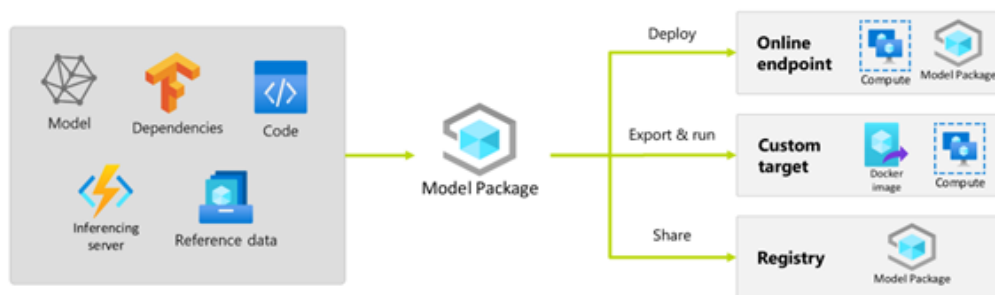 Model
Dependencies
Code
Inferencing
server
Reference data
Model Package
Deploy
Export & run
Share
Online
endpoint
Compute
Model Package
Custom
target
Docker
image
Compute
Registry
Model Package